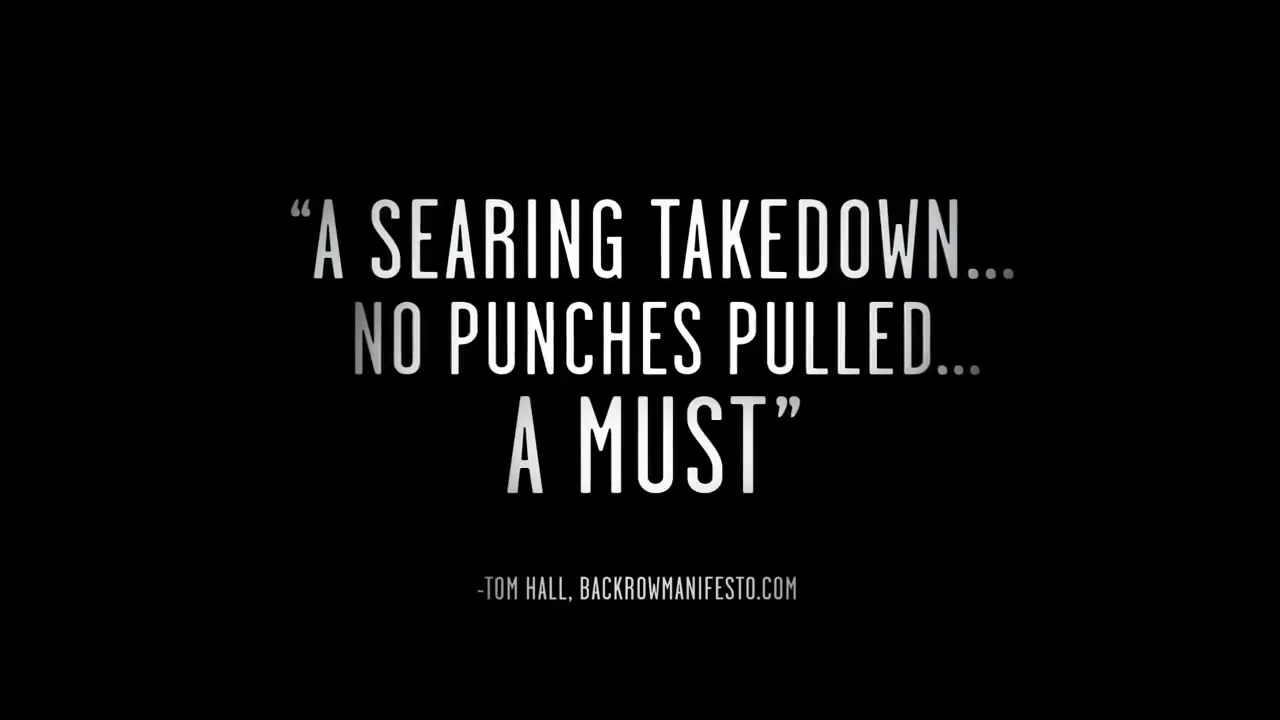 “A SEARING TAKEDOWN...
NO PUNCHES PULLED...
A MUST”
-TOM HALL, BACKROWMANIFESTO.COM